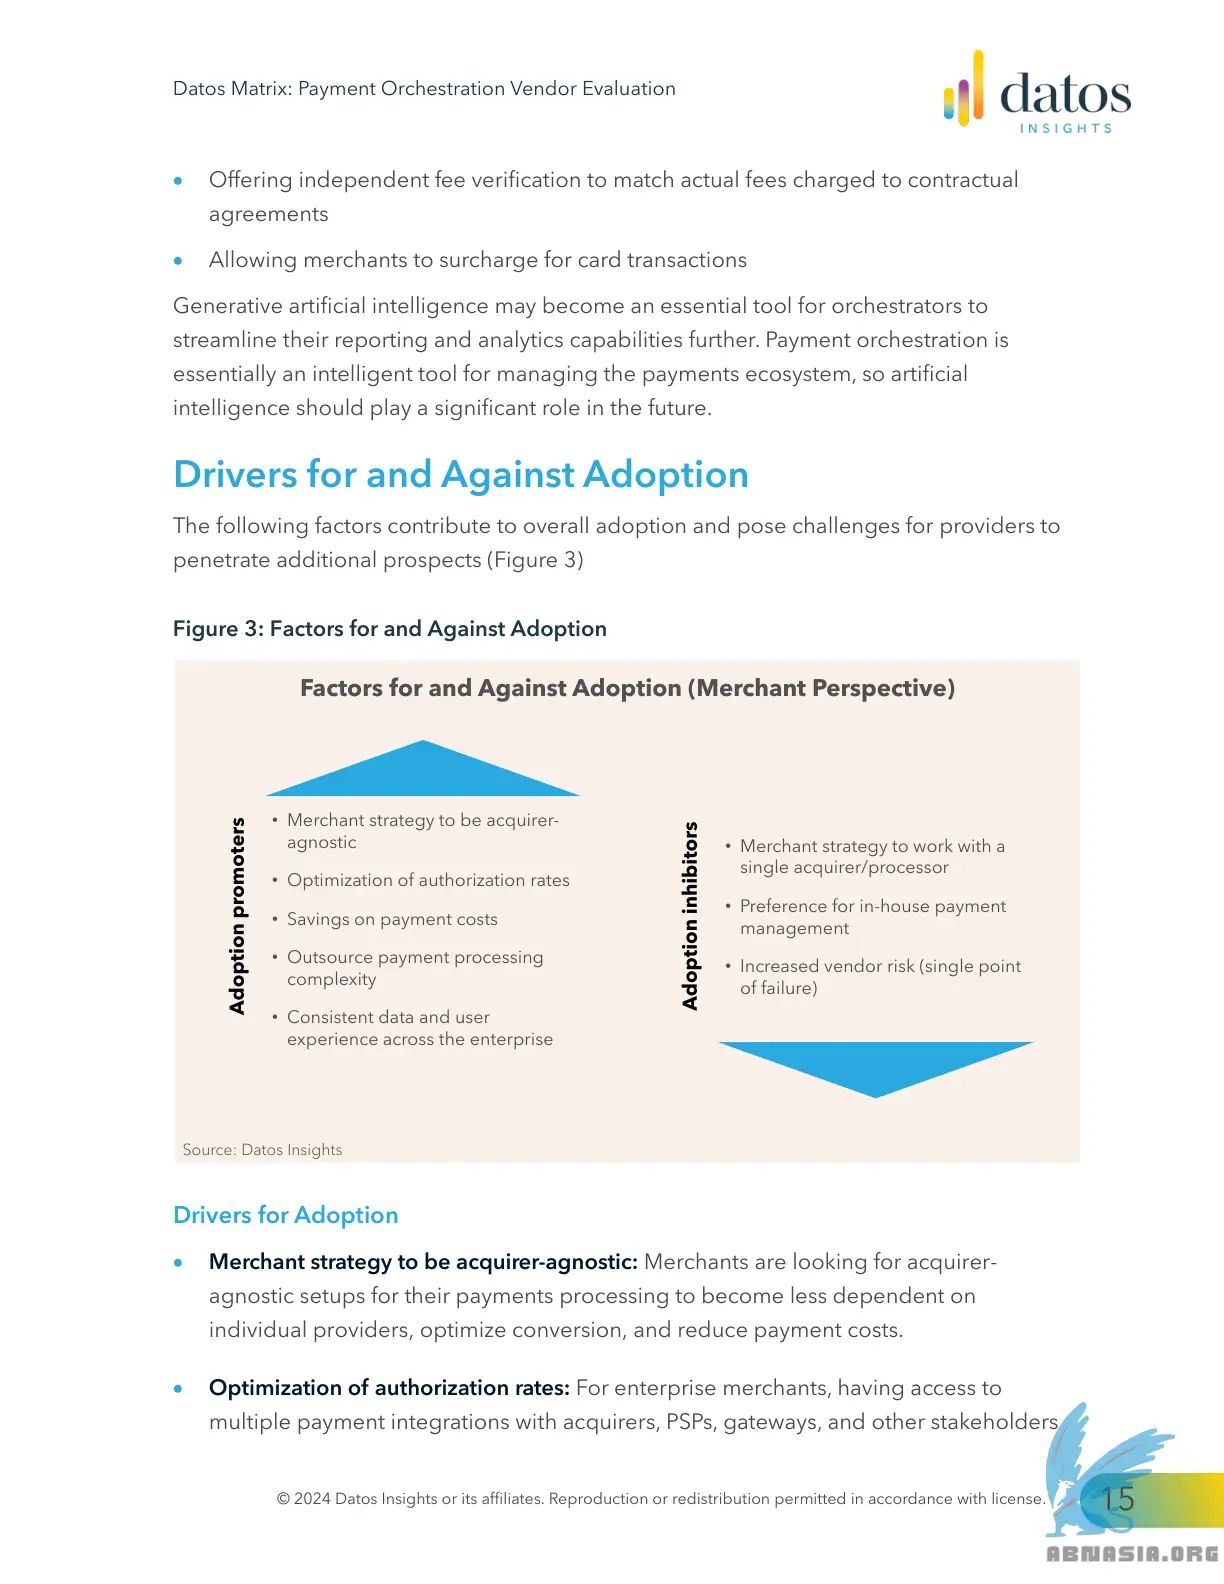 Datos Matrix: Payment Orchestration Vendor Evaluation
datos
INSIGHTS
• Offering independent fee verification to match actual fees charged to contractual
agreements
• Allowing merchants to surcharge for card transactions
Generative artificial intelligence may become an essential tool for orchestrators to
streamline their reporting and analytics capabilities further. Payment orchestration is
essentially an intelligent tool for managing the payments ecosystem, so artificial
intelligence should play a significant role in the future.
Drivers for and Against Adoption
The following factors contribute to overall adoption and pose challenges for providers to
penetrate additional prospects (Figure 3)
Figure 3: Factors for and Against Adoption
Factors for and Against Adoption (Merchant Perspective)
Adoption promoters
• Merchant strategy to be acquirer-
agnostic
• Optimization of authorization rates
• Savings on payment costs
• Outsource payment processing
complexity
• Consistent data and user
experience across the enterprise
Adoption inhibitors
• Merchant strategy to work with a
single acquirer/processor
• Preference for in-house payment
management
• Increased vendor risk (single point
of failure)
Source: Datos Insights
Drivers for Adoption
• Merchant strategy to be acquirer-agnostic: Merchants are looking for acquirer-
agnostic setups for their payments processing to become less dependent on
individual providers, optimize conversion, and reduce payment costs.
• Optimization of authorization rates: For enterprise merchants, having access to
multiple payment integrations with acquirers, PSPs, gateways, and other stakeholders
© 2024 Datos Insights or its affiliates. Reproduction or redistribution permitted in accordance with license.
15
ABNASIA.ORG